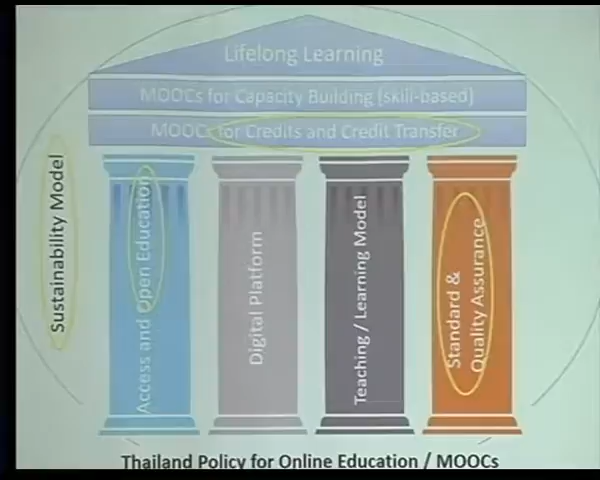 Lifelong Learning
MOOCs for Capacity Building (skill-based)
MOOCs for Credits and Credit Transfer
Sustainability Model
Access and Open Education
Digital Platform
Teaching / Learning Model
Standard &
Quality Assurance
Thailand Policy for Online Education / MOOCs